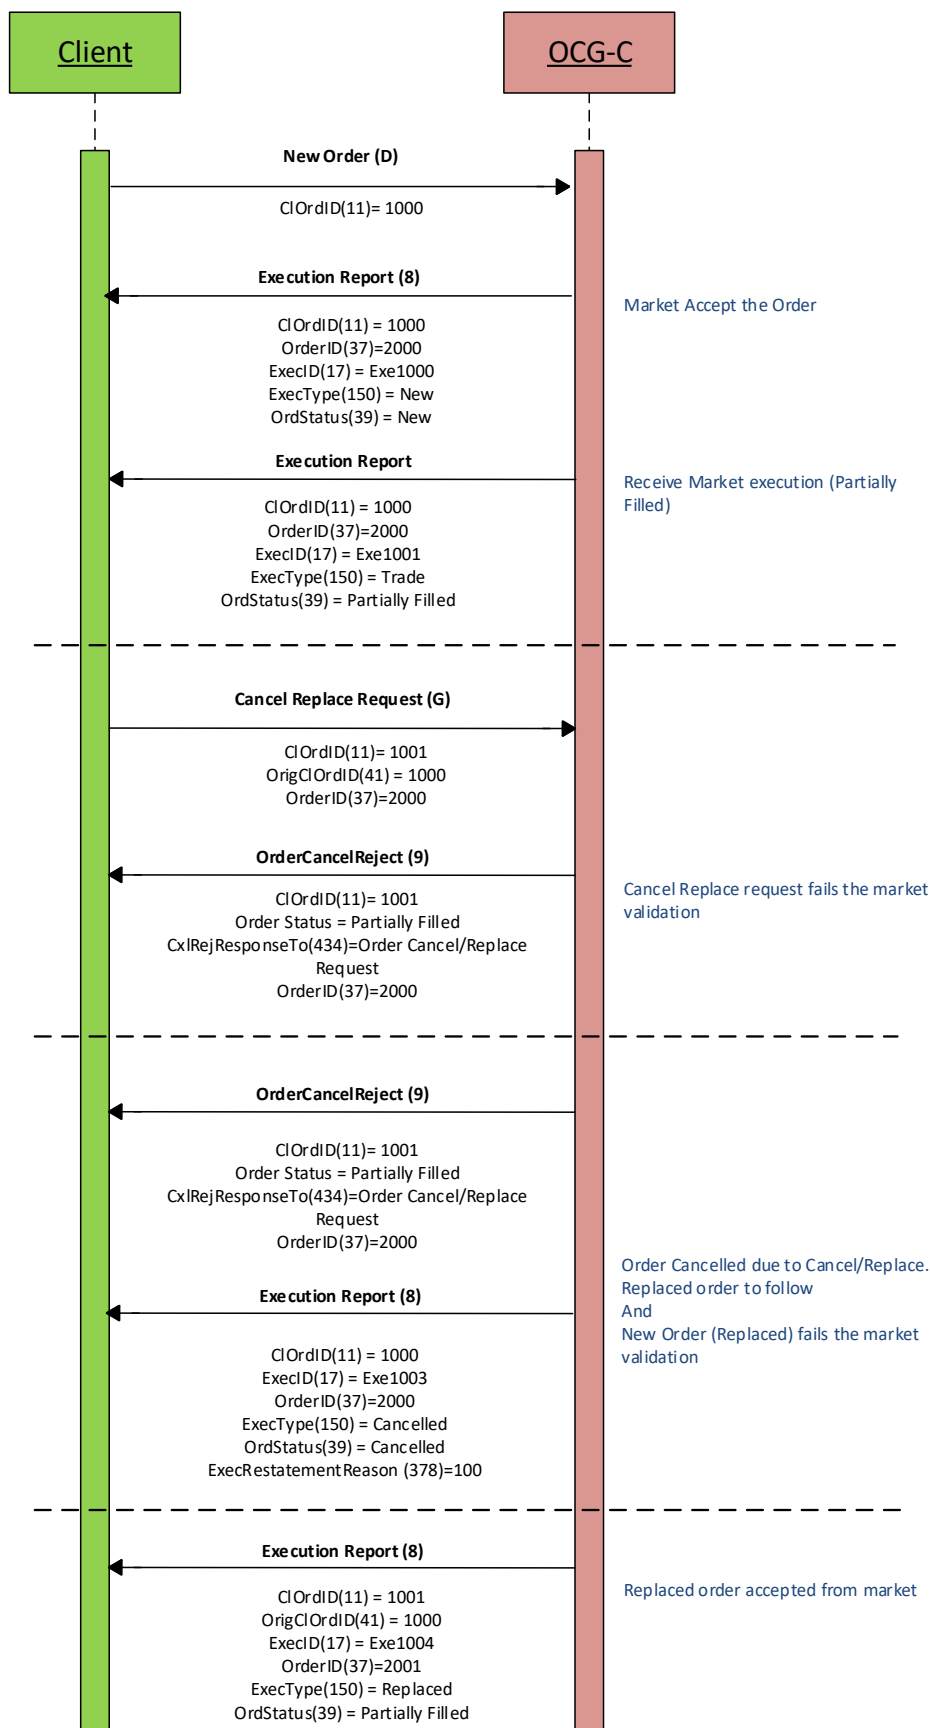 Client
OCG-C
New Order (D)
ClOrdID(11)= 1000
Execution Report (8)
Market Accept the Order
ClOrdID(11) = 1000
OrderID(37)=2000
ExecID(17) = Exe1000
ExecType(150) = New
OrdStatus(39) = New
Execution Report
Receive Market execution (Partially
Filled)
ClOrdID(11) = 1000
OrderID(37)=2000
ExecID(17) = Exe1001
ExecType(150) = Trade
OrdStatus(39) = Partially Filled
Cancel Replace Request (G)
ClOrdID(11)= 1001
OrigClOrdID(41) = 1000
OrderID(37)=2000
OrderCancelReject (9)
Cancel Replace request fails the market
validation
ClOrdID(11)= 1001
Order Status = Partially Filled
CxlRejResponseTo(434)=Order Cancel/Replace
Request
OrderID(37)=2000
OrderCancelReject (9)
ClOrdID(11)= 1001
Order Status = Partially Filled
CxlRejResponseTo(434)=Order Cancel/Replace
Request
OrderID(37)=2000
Order Cancelled due to Cancel/Replace.
Replaced order to follow
And
New Order (Replaced) fails the market
validation
Execution Report (8)
ClOrdID(11) = 1000
ExecID(17) = Exe1003
OrderID(37)=2000
ExecType(150) = Cancelled
OrdStatus(39) = Cancelled
ExecRestatementReason (378)=100
Execution Report (8)
Replaced order accepted from market
ClOrdID(11) = 1001
OrigClOrdID(41) = 1000
ExecID(17) = Exe1004
OrderID(37)=2001
ExecType(150) = Replaced
OrdStatus(39) = Partially Filled